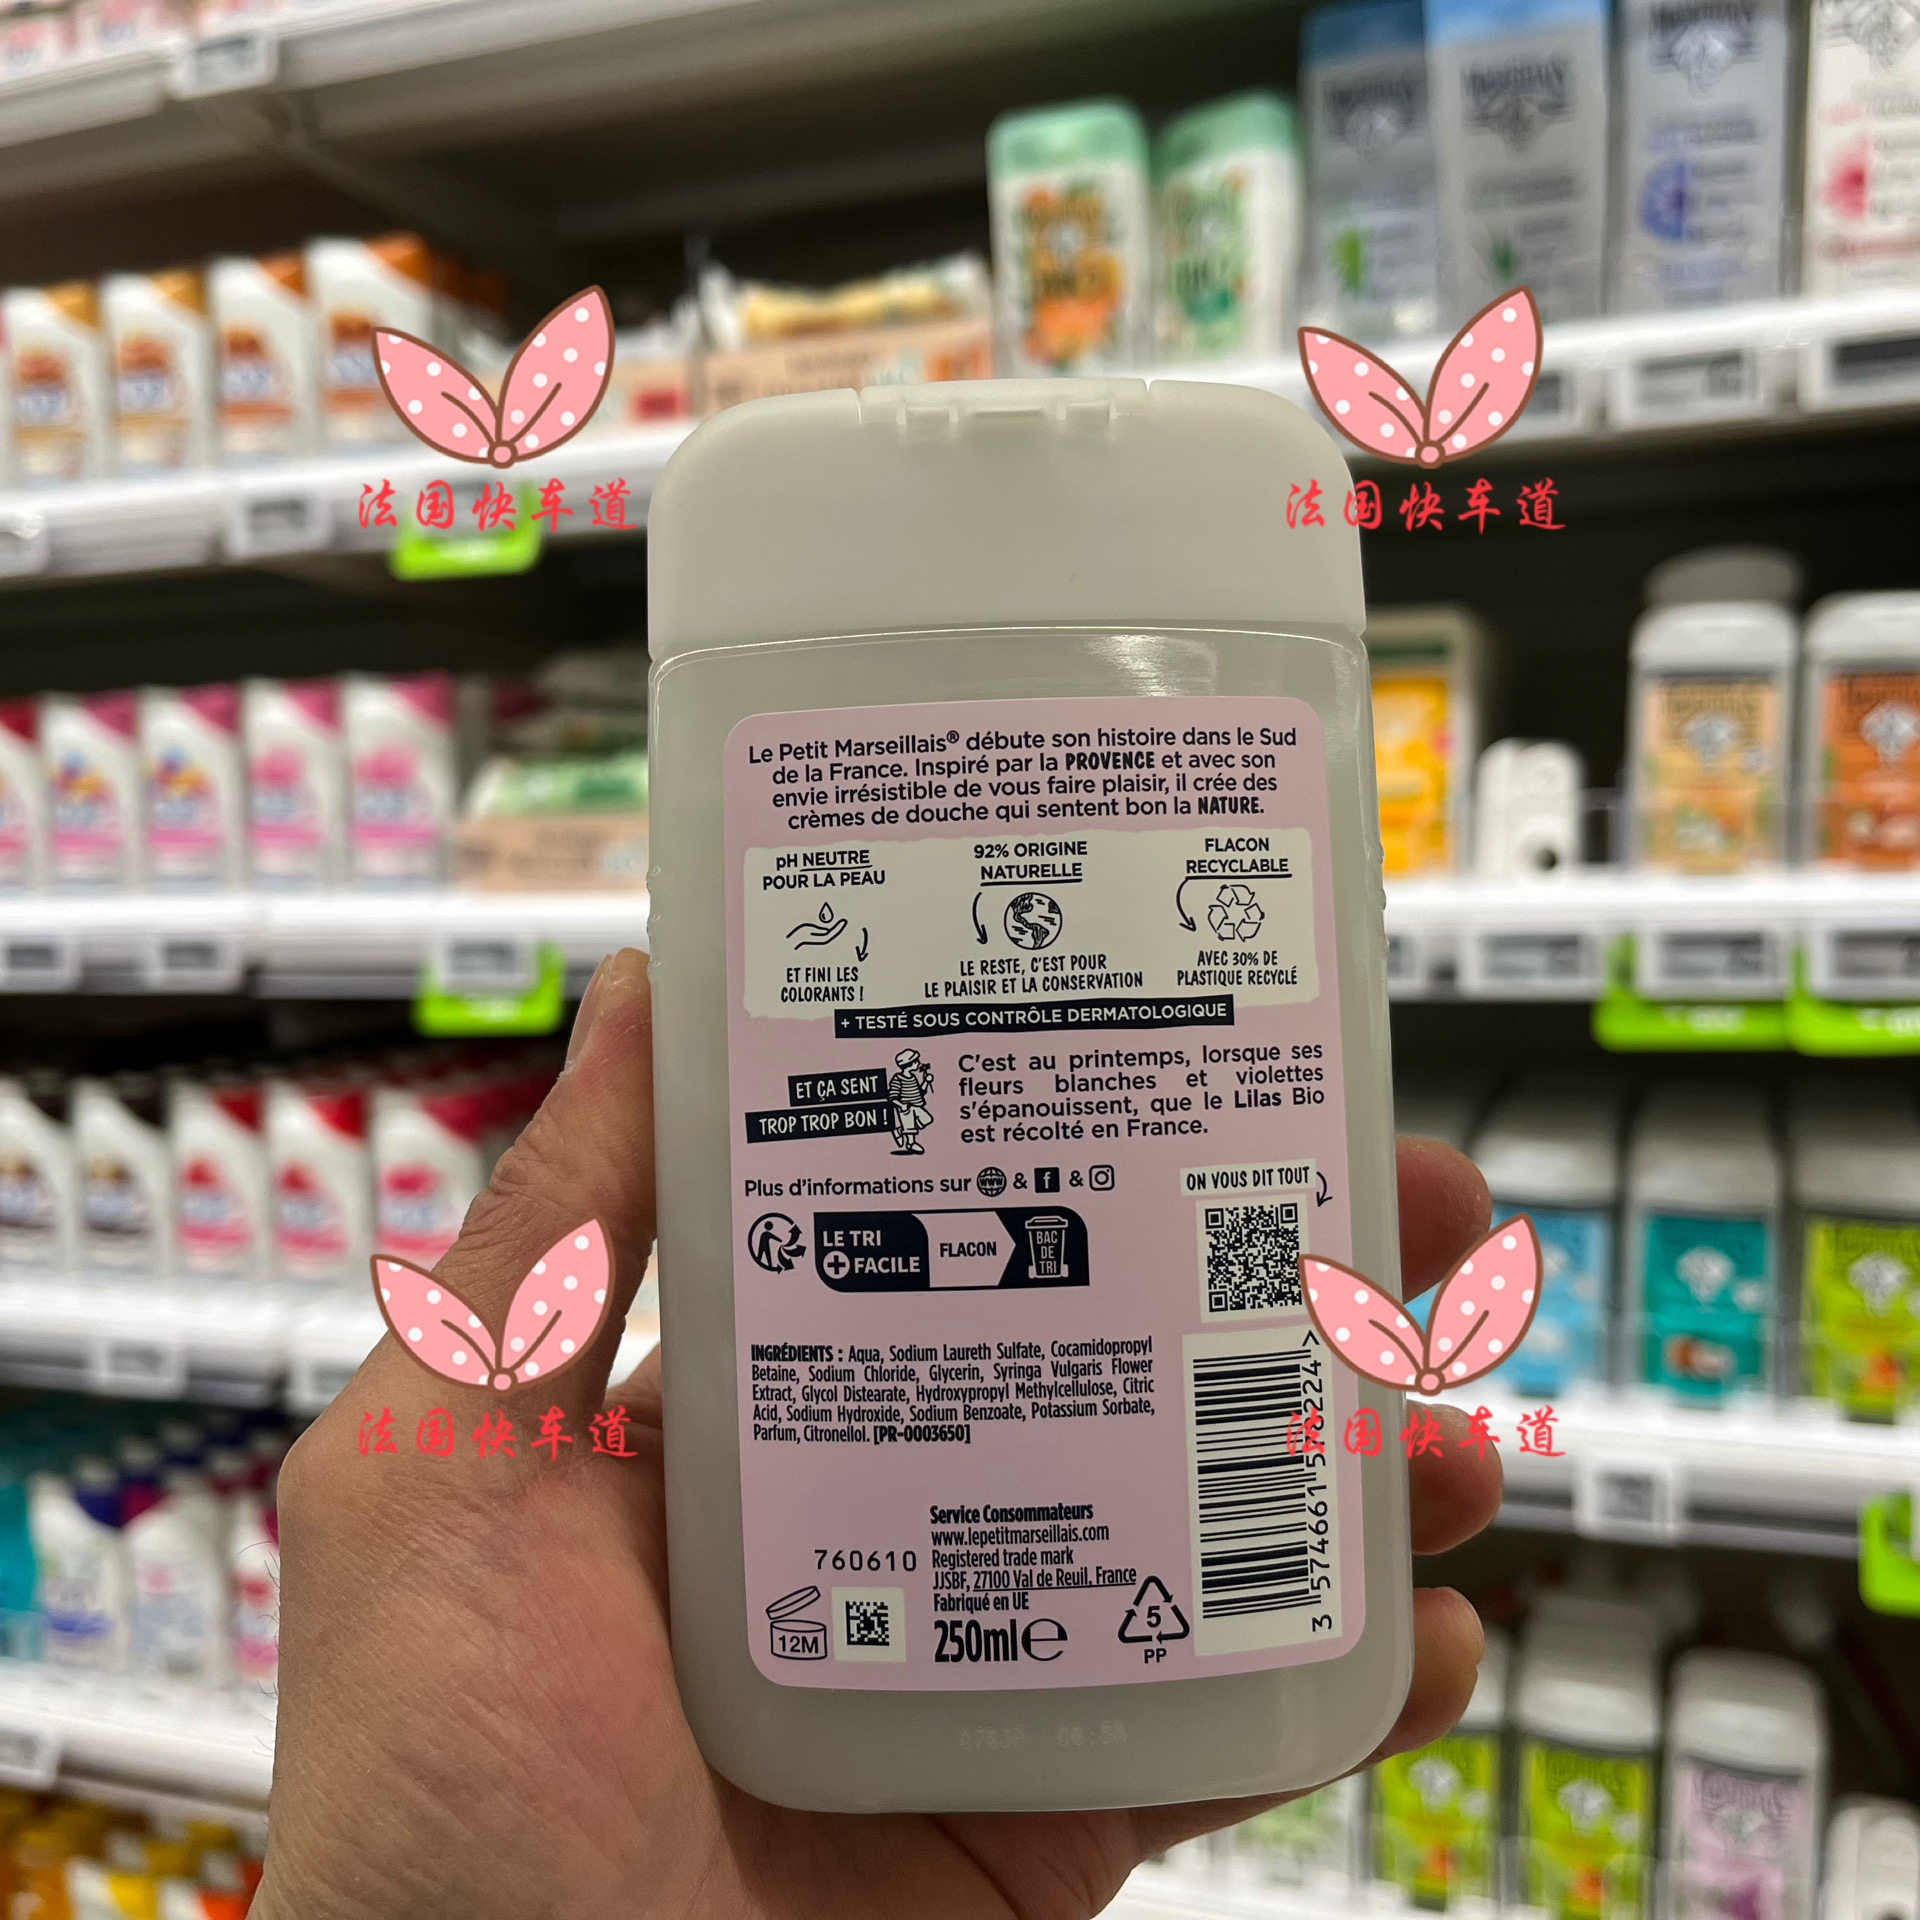 Le Petit Marseillais® débute son histoire dans le Sud
de la France. Inspiré par la PROVENCE et avec son
envie irrésistible de vous faire plaisir, il crée des
crèmes de douche qui sentent bon la NATURE.
pH NEUTRE
POUR LA PEAU
ET FINI LES
COLORANTS !
92% ORIGINE
NATURELLE
LE RESTE, C'EST POUR
LE PLAISIR ET LA CONSERVATION
FLACON
RECYCLABLE
AVEC 30% DE
PLASTIQUE RECYCLÉ
+ TESTÉ SOUS CONTRÔLE DERMATOLOGIQUE
ET ÇA SENT
TROP TROP BON !
C'est au printemps, lorsque ses
fleurs blanches et violettes
s'épanouissent, que le Lilas Bio
est récolté en France.
Plus d'informations sur www & f &
ON VOUS DIT TOUT
LE TRI
+ FACILE
FLACON
BAC
DE
TRI
INGRÉDIENTS : Aqua, Sodium Laureth Sulfate, Cocamidopropyl
Betaine, Sodium Chloride, Glycerin, Syringa Vulgaris Flower
Extract, Glycol Distearate, Hydroxypropyl Methylcellulose, Citric
Acid, Sodium Hydroxide, Sodium Benzoate, Potassium Sorbate,
Parfum, Citronellol. [PR-0003650]
Service Consommateurs
www.lepetitmarseillais.com
Registered trade mark
JJSBF, 27100 Val de Reuil, France
Fabriqué en UE
250ml e
760610
12M
5
PP
法国快车道
法国快车道
法国快车道
法国快车道